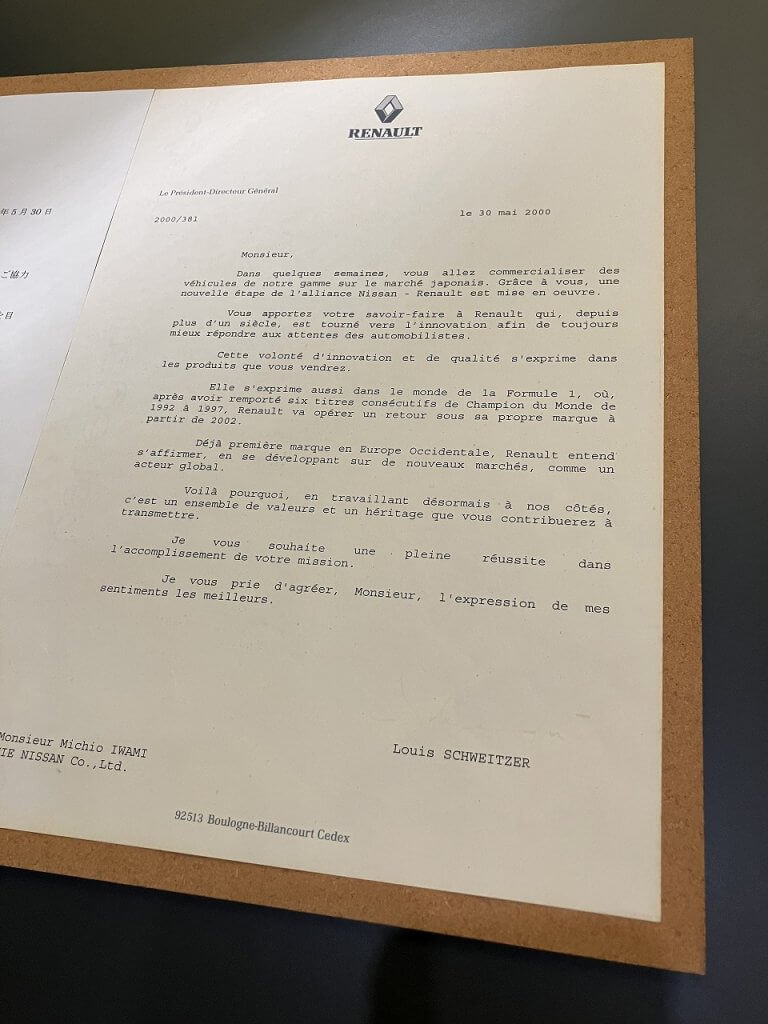 年5月30日
ご協力
RENAULT
Le Président-Directeur Général
2000/381
le 30 mai 2000
Monsieur,
Dans quelques semaines, vous allez commercialiser des
véhicules de notre gamme sur le marché japonais. Grâce à vous, une
nouvelle étape de l'alliance Nissan - Renault est mise en oeuvre.
Vous apportez votre savoir-faire à Renault qui, depuis
plus d'un siècle, est tourné vers l'innovation afin de toujours
mieux répondre aux attentes des automobilistes.
Cette volonté d'innovation et de qualité s'exprime dans
les produits que vous vendrez.
Elle s'exprime aussi dans le monde de la Formule 1, où,
après avoir remporté six titres consécutifs de Champion du Monde de
1992 à 1997, Renault va opérer un retour sous sa propre marque à
partir de 2002.
Déjà première marque en Europe Occidentale, Renault entend
s'affirmer, en se développant sur de nouveaux marchés, comme un
acteur global.
Voilà pourquoi, en travaillant désormais à nos côtés,
c'est un ensemble de valeurs et un héritage que vous contribuerez à
transmettre.
Je vous souhaite une pleine réussite dans
l'accomplissement de votre mission.
Je vous prie d'agréer, Monsieur, l'expression de mes
sentiments les meilleurs.
Monsieur Michio IWAMI
IE NISSAN Co.,Ltd.
Louis SCHWEITZER
92513 Boulogne-Billancourt Cedex